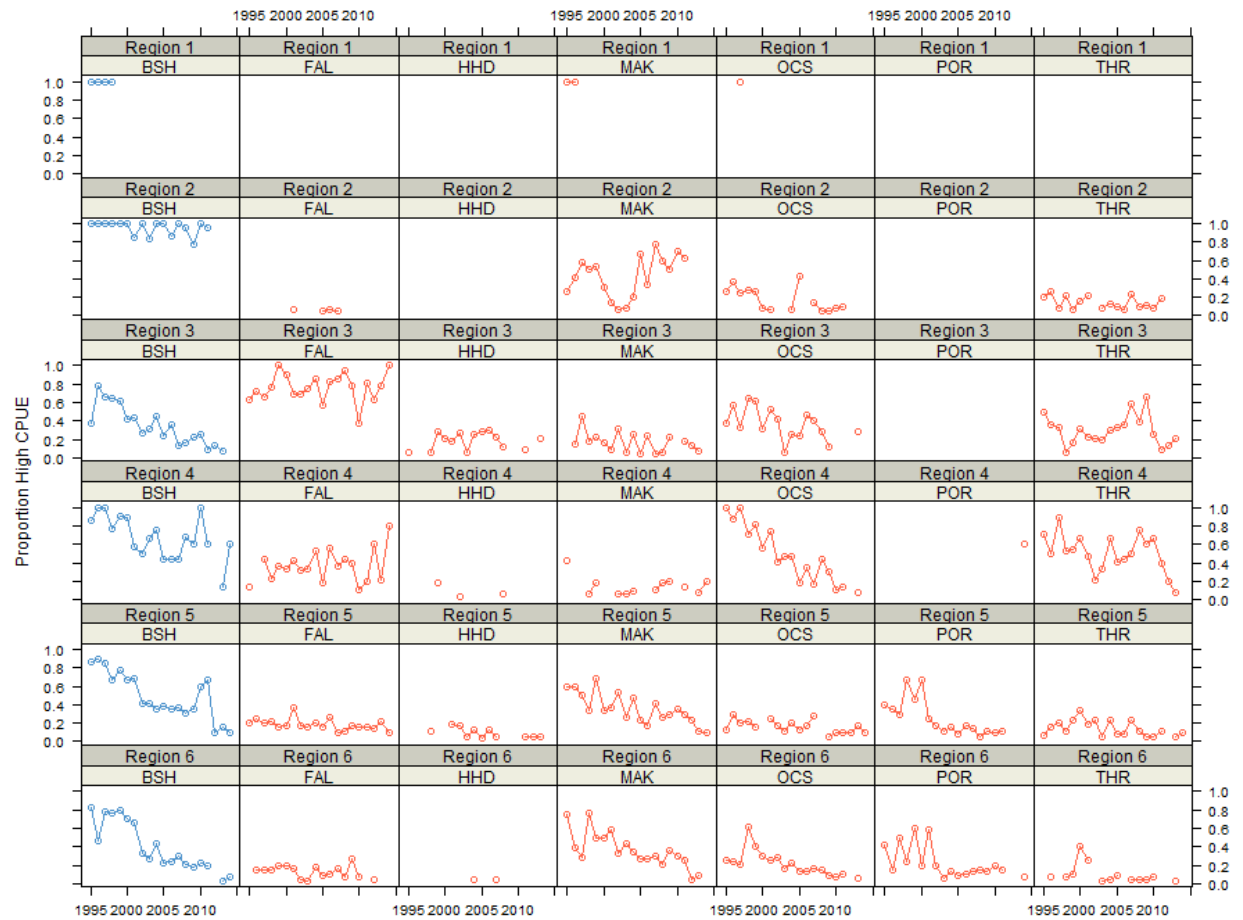 1995 2000 2005 2010 1995 2000 2005 2010 1995 2000 2005 2010
Region 1 Region 1 Region 1 Region 1 Region 1 Region 1 Region 1
BSH FAL HHD MAK OCS POR THR
1.0
0.8
0.6
0.4
0.2
0.0
Region 2 Region 2 Region 2 Region 2 Region 2 Region 2 Region 2
BSH FAL HHD MAK OCS POR THR
1.0
0.8
0.6
0.4
0.2
0.0
Region 3 Region 3 Region 3 Region 3 Region 3 Region 3 Region 3
BSH FAL HHD MAK OCS POR THR
1.0
0.8
0.6
0.4
0.2
0.0
Proportion High CPUE
Region 4 Region 4 Region 4 Region 4 Region 4 Region 4 Region 4
BSH FAL HHD MAK OCS POR THR
1.0
0.8
0.6
0.4
0.2
0.0
Region 5 Region 5 Region 5 Region 5 Region 5 Region 5 Region 5
BSH FAL HHD MAK OCS POR THR
1.0
0.8
0.6
0.4
0.2
0.0
Region 6 Region 6 Region 6 Region 6 Region 6 Region 6 Region 6
BSH FAL HHD MAK OCS POR THR
1.0
0.8
0.6
0.4
0.2
0.0
1995 2000 2005 2010 1995 2000 2005 2010 1995 2000 2005 2010 1995 2000 2005 2010